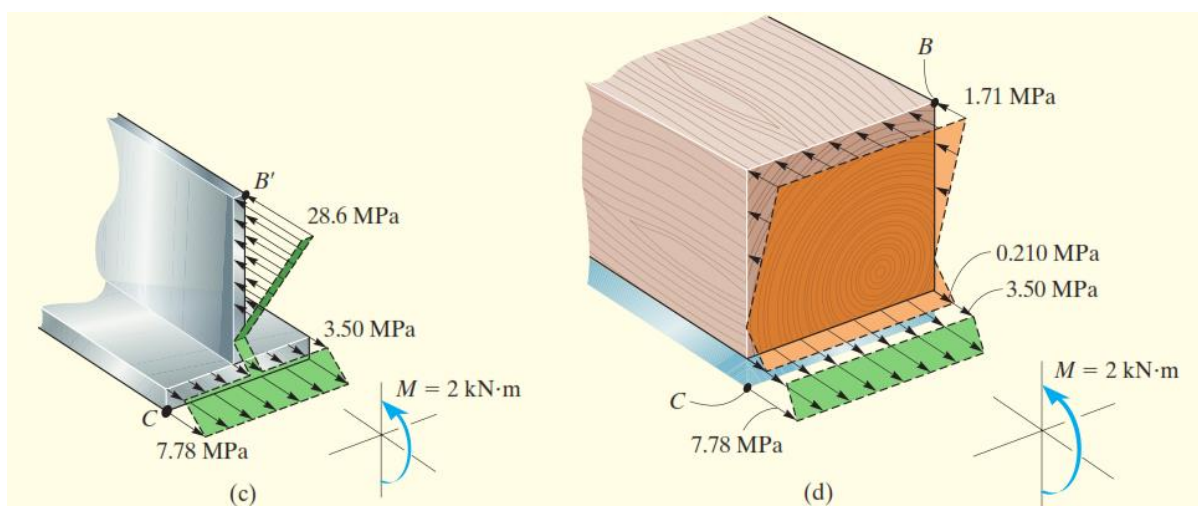 B'
28.6 MPa
3.50 MPa
M = 2 kN·m
C
7.78 MPa
(c)
B
1.71 MPa
0.210 MPa
3.50 MPa
M = 2 kN·m
C
7.78 MPa
(d)